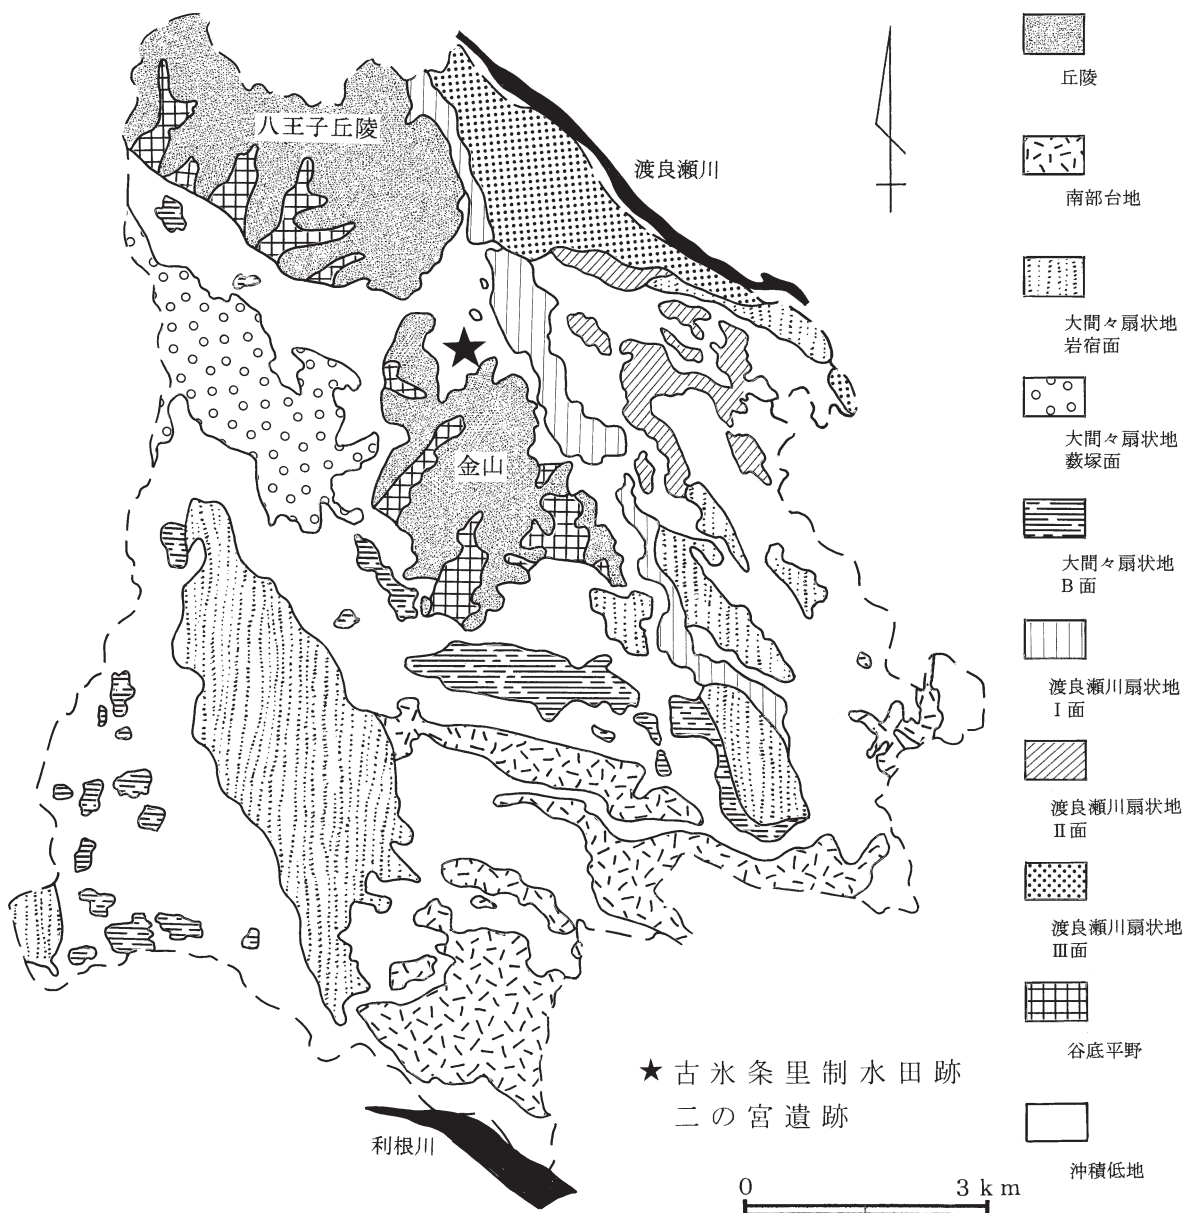 八王子丘陵
渡良瀬川
金山
利根川
★古氷条里制水田跡
二の宮遺跡
0 3km
丘陵
南部台地
大間々扇状地
岩宿面
大間々扇状地
薮塚面
大間々扇状地
B面
渡良瀬川扇状地
Ⅰ面
渡良瀬川扇状地
Ⅱ面
渡良瀬川扇状地
Ⅲ面
谷底平野
沖積低地